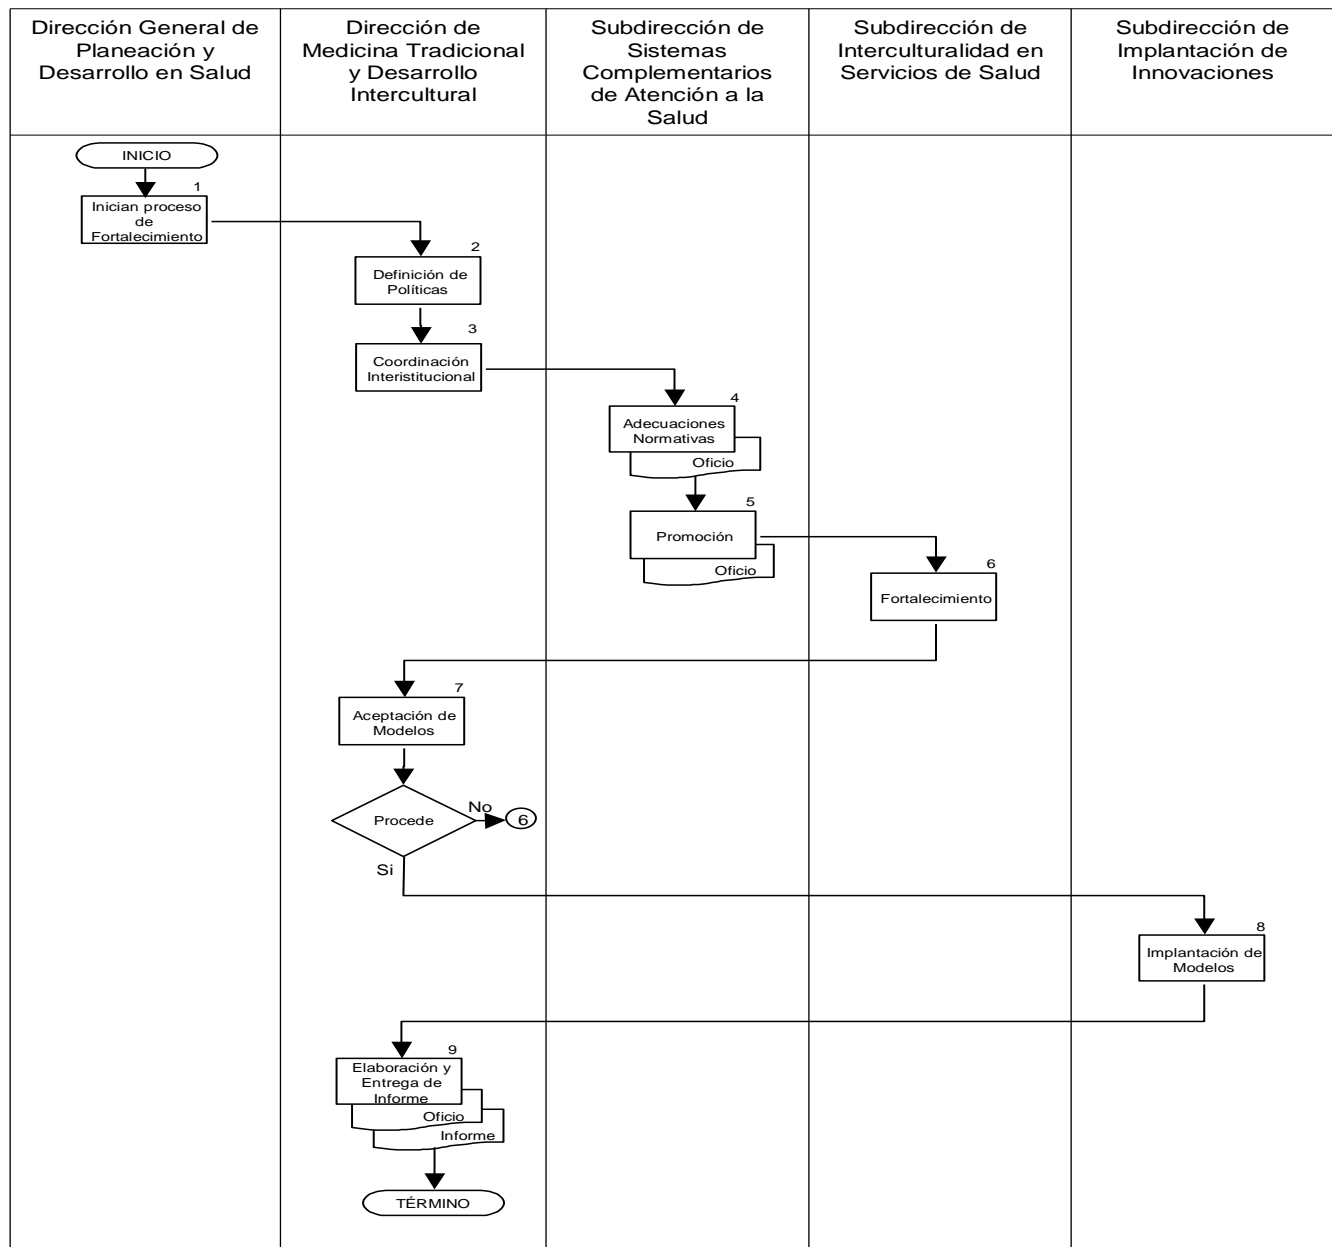 Dirección General de
Planeación y
Desarrollo en Salud
Dirección de
Medicina Tradicional
y Desarrollo
Intercultural
Subdirección de
Sistemas
Complementarios
de Atención a la
Salud
Subdirección de
Interculturalidad en
Servicios de Salud
Subdirección de
Implantación de
Innovaciones
INICIO
1
Inician proceso
de
Fortalecimiento
2
Definición de
Políticas
3
Coordinación
Interistitucional
4
Adecuaciones
Normativas
Oficio
5
Promoción
Oficio
6
Fortalecimiento
7
Aceptación de
Modelos
Procede
No
6
Si
8
Implantación de
Modelos
9
Elaboración y
Entrega de
Informe
Oficio
Informe
TÉRMINO